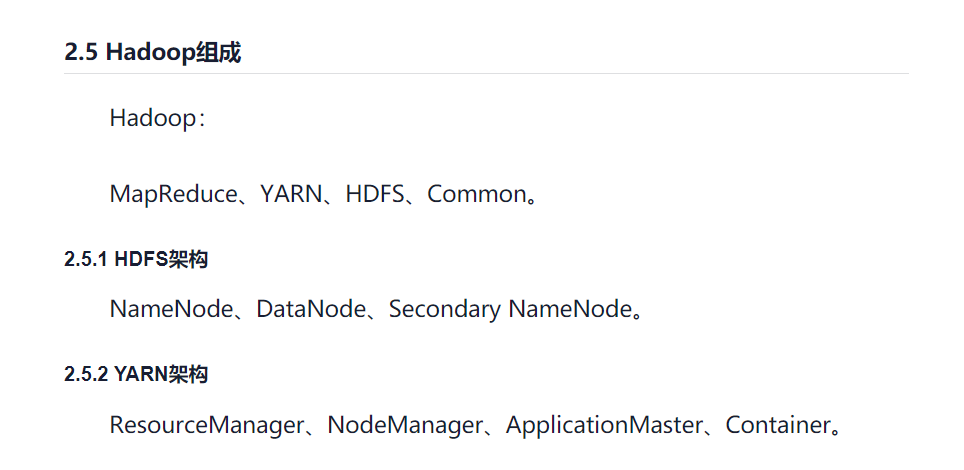 2.5 Hadoop组成
Hadoop：
MapReduce、YARN、HDFS、Common。
2.5.1 HDFS架构
NameNode、DataNode、Secondary NameNode。
2.5.2 YARN架构
ResourceManager、NodeManager、ApplicationMaster、Container。